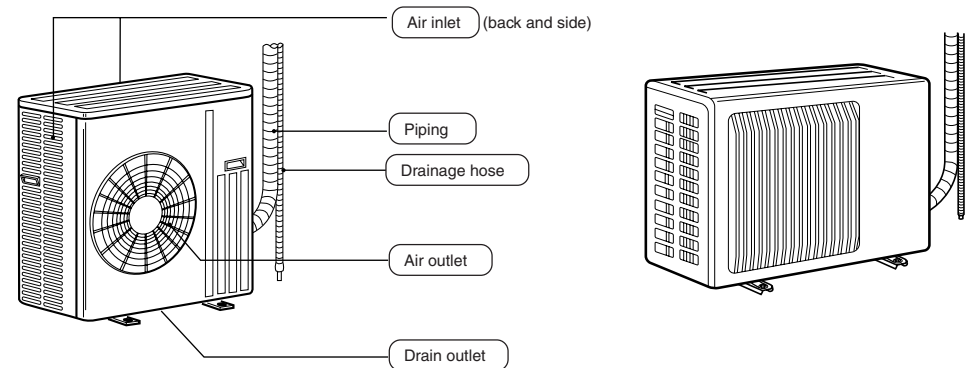 Air inlet (back and side)
Piping
Drainage hose
Air outlet
Drain outlet